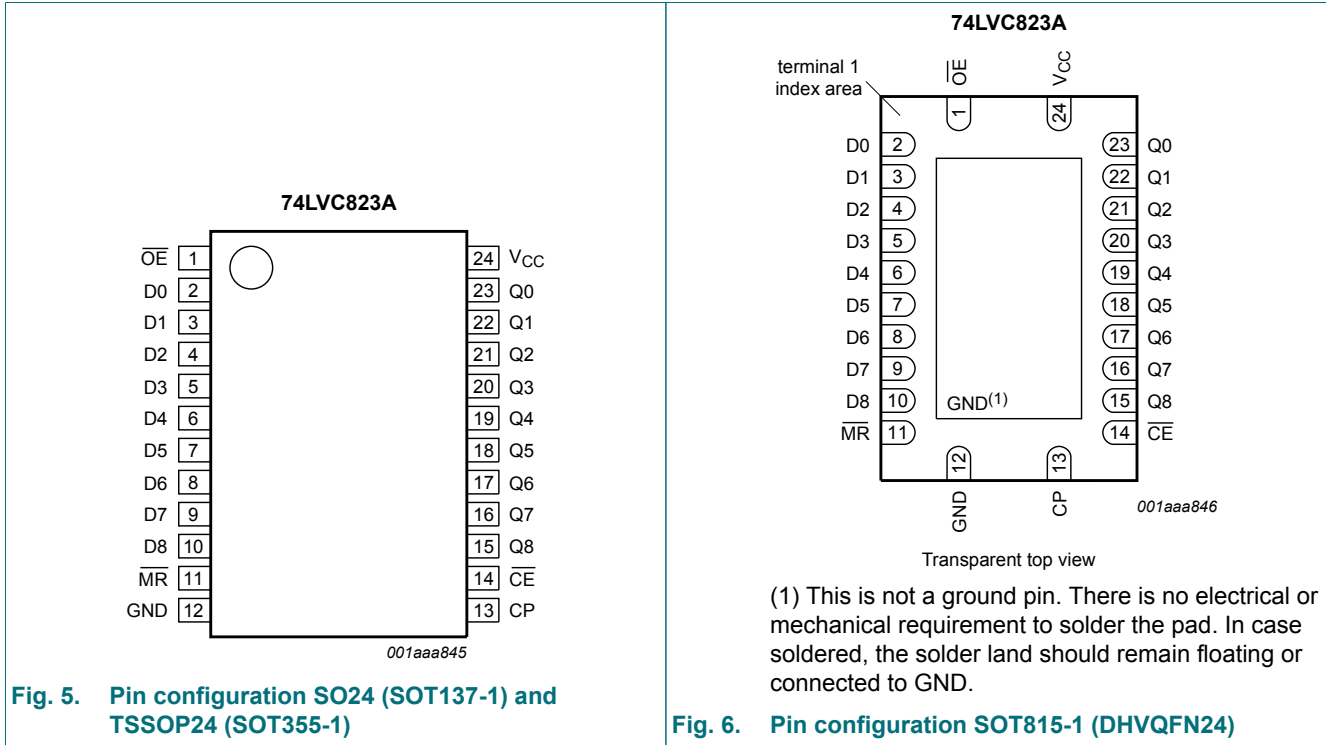 74LVC823A
OE 1
D0 2
D1 3
D2 4
D3 5
D4 6
D5 7
D6 8
D7 9
D8 10
MR 11
GND 12
24 VCC
23 Q0
22 Q1
21 Q2
20 Q3
19 Q4
18 Q5
17 Q6
16 Q7
15 Q8
14 CE
13 CP
001aaa845
Fig. 5. Pin configuration SO24 (SOT137-1) and
TSSOP24 (SOT355-1)
74LVC823A
terminal 1
index area
OE
VCC
1
24
D0 2
D1 3
D2 4
D3 5
D4 6
D5 7
D6 8
D7 9
D8 10
MR 11
23 Q0
22 Q1
21 Q2
20 Q3
19 Q4
18 Q5
17 Q6
16 Q7
15 Q8
14 CE
GND(1)
12
13
GND
CP
001aaa846
Transparent top view
(1) This is not a ground pin. There is no electrical or
mechanical requirement to solder the pad. In case
soldered, the solder land should remain floating or
connected to GND.
Fig. 6. Pin configuration SOT815-1 (DHVQFN24)